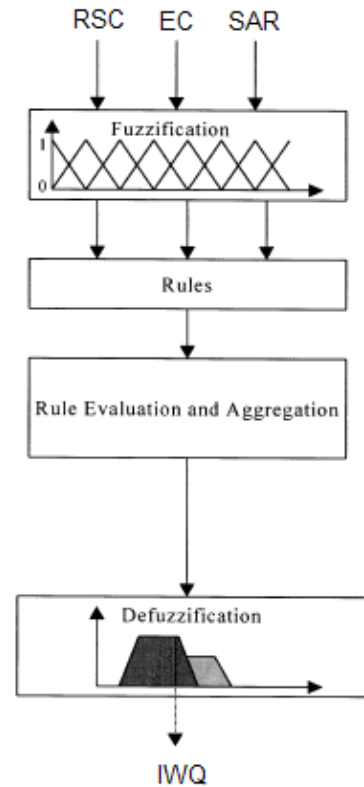 RSC EC SAR
Fuzzification
1
0
Rules
Rule Evaluation and Aggregation
Defuzzification
IWQ